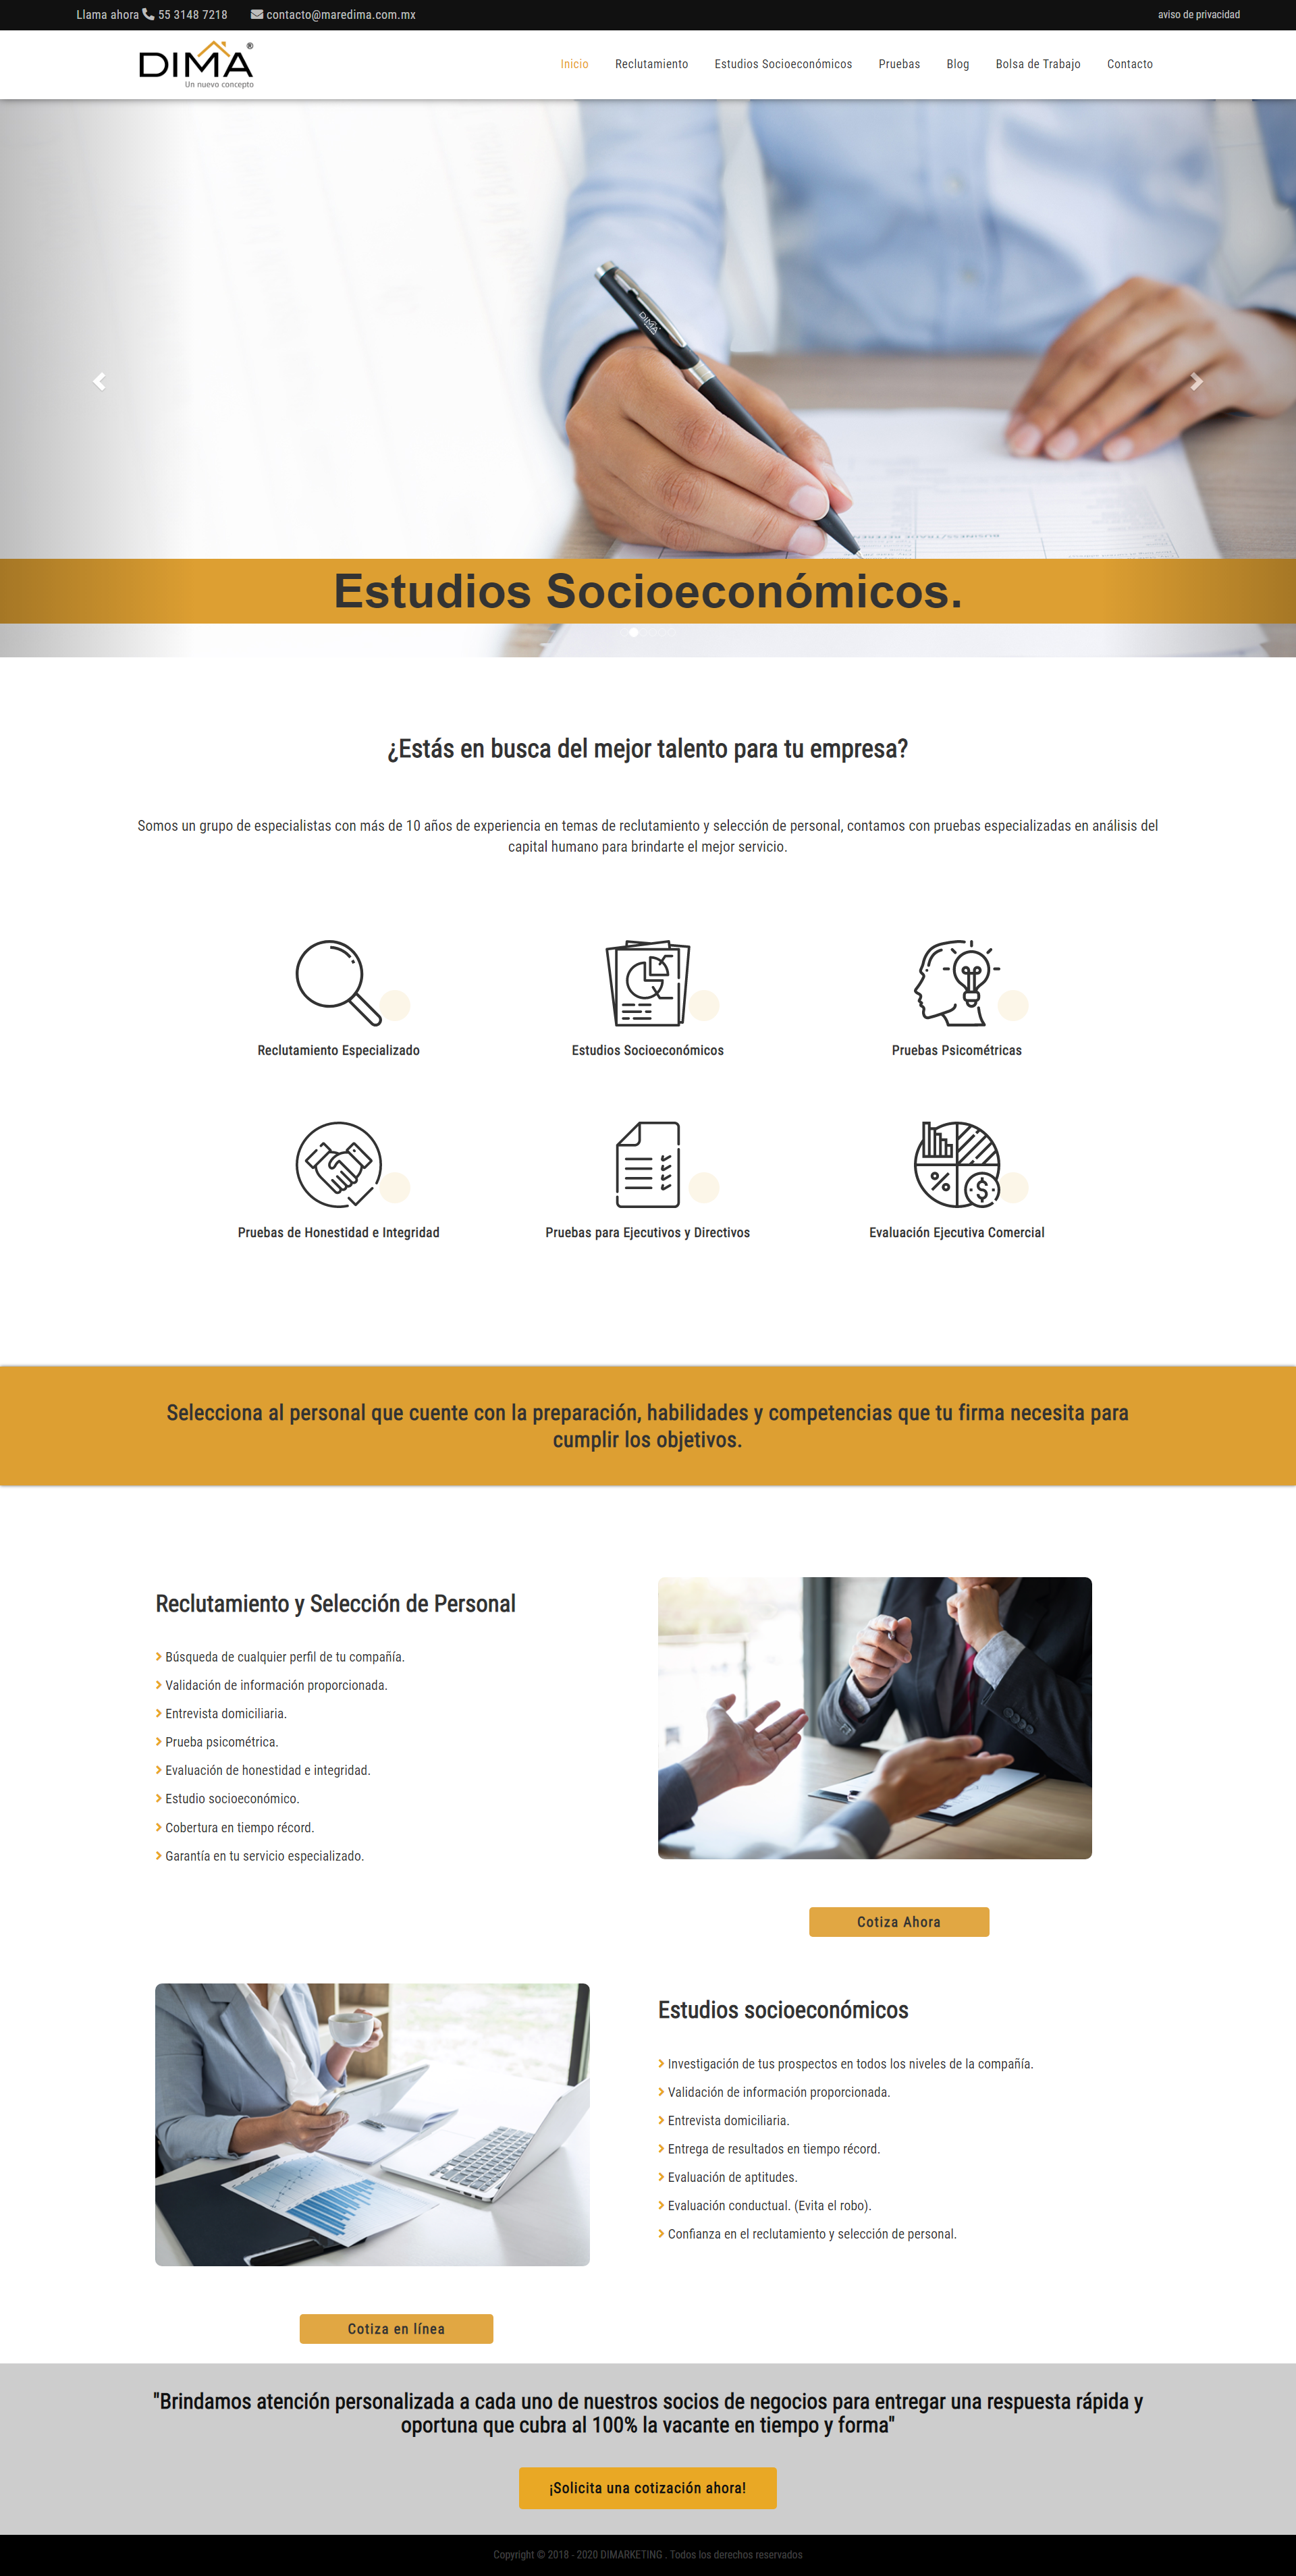 Llama ahora 55 3148 7218 contacto@maredima.com.mx aviso de privacidad
DIMA®
Un nuevo concepto
Inicio Reclutamiento Estudios Socioeconómicos Pruebas Blog Bolsa de Trabajo Contacto
DIMA
Estudios Socioeconómicos.
¿Estás en busca del mejor talento para tu empresa?
Somos un grupo de especialistas con más de 10 años de experiencia en temas de reclutamiento y selección de personal, contamos con pruebas especializadas en análisis del
capital humano para brindarte el mejor servicio.
Reclutamiento Especializado
Estudios Socioeconómicos
Pruebas Psicométricas
Pruebas de Honestidad e Integridad
Pruebas para Ejecutivos y Directivos
Evaluación Ejecutiva Comercial
Selecciona al personal que cuente con la preparación, habilidades y competencias que tu firma necesita para
cumplir los objetivos.
Reclutamiento y Selección de Personal
Búsqueda de cualquier perfil de tu compañía.
Validación de información proporcionada.
Entrevista domiciliaria.
Prueba psicométrica.
Evaluación de honestidad e integridad.
Estudio socioeconómico.
Cobertura en tiempo récord.
Garantía en tu servicio especializado.
Cotiza Ahora
Estudios socioeconómicos
Investigación de tus prospectos en todos los niveles de la compañía.
Validación de información proporcionada.
Entrevista domiciliaria.
Entrega de resultados en tiempo récord.
Evaluación de aptitudes.
Evaluación conductual. (Evita el robo).
Confianza en el reclutamiento y selección de personal.
Cotiza en línea
"Brindamos atención personalizada a cada uno de nuestros socios de negocios para entregar una respuesta rápida y
oportuna que cubra al 100% la vacante en tiempo y forma"
¡Solicita una cotización ahora!
Copyright © 2018 - 2020 DIMARKETING . Todos los derechos reservados